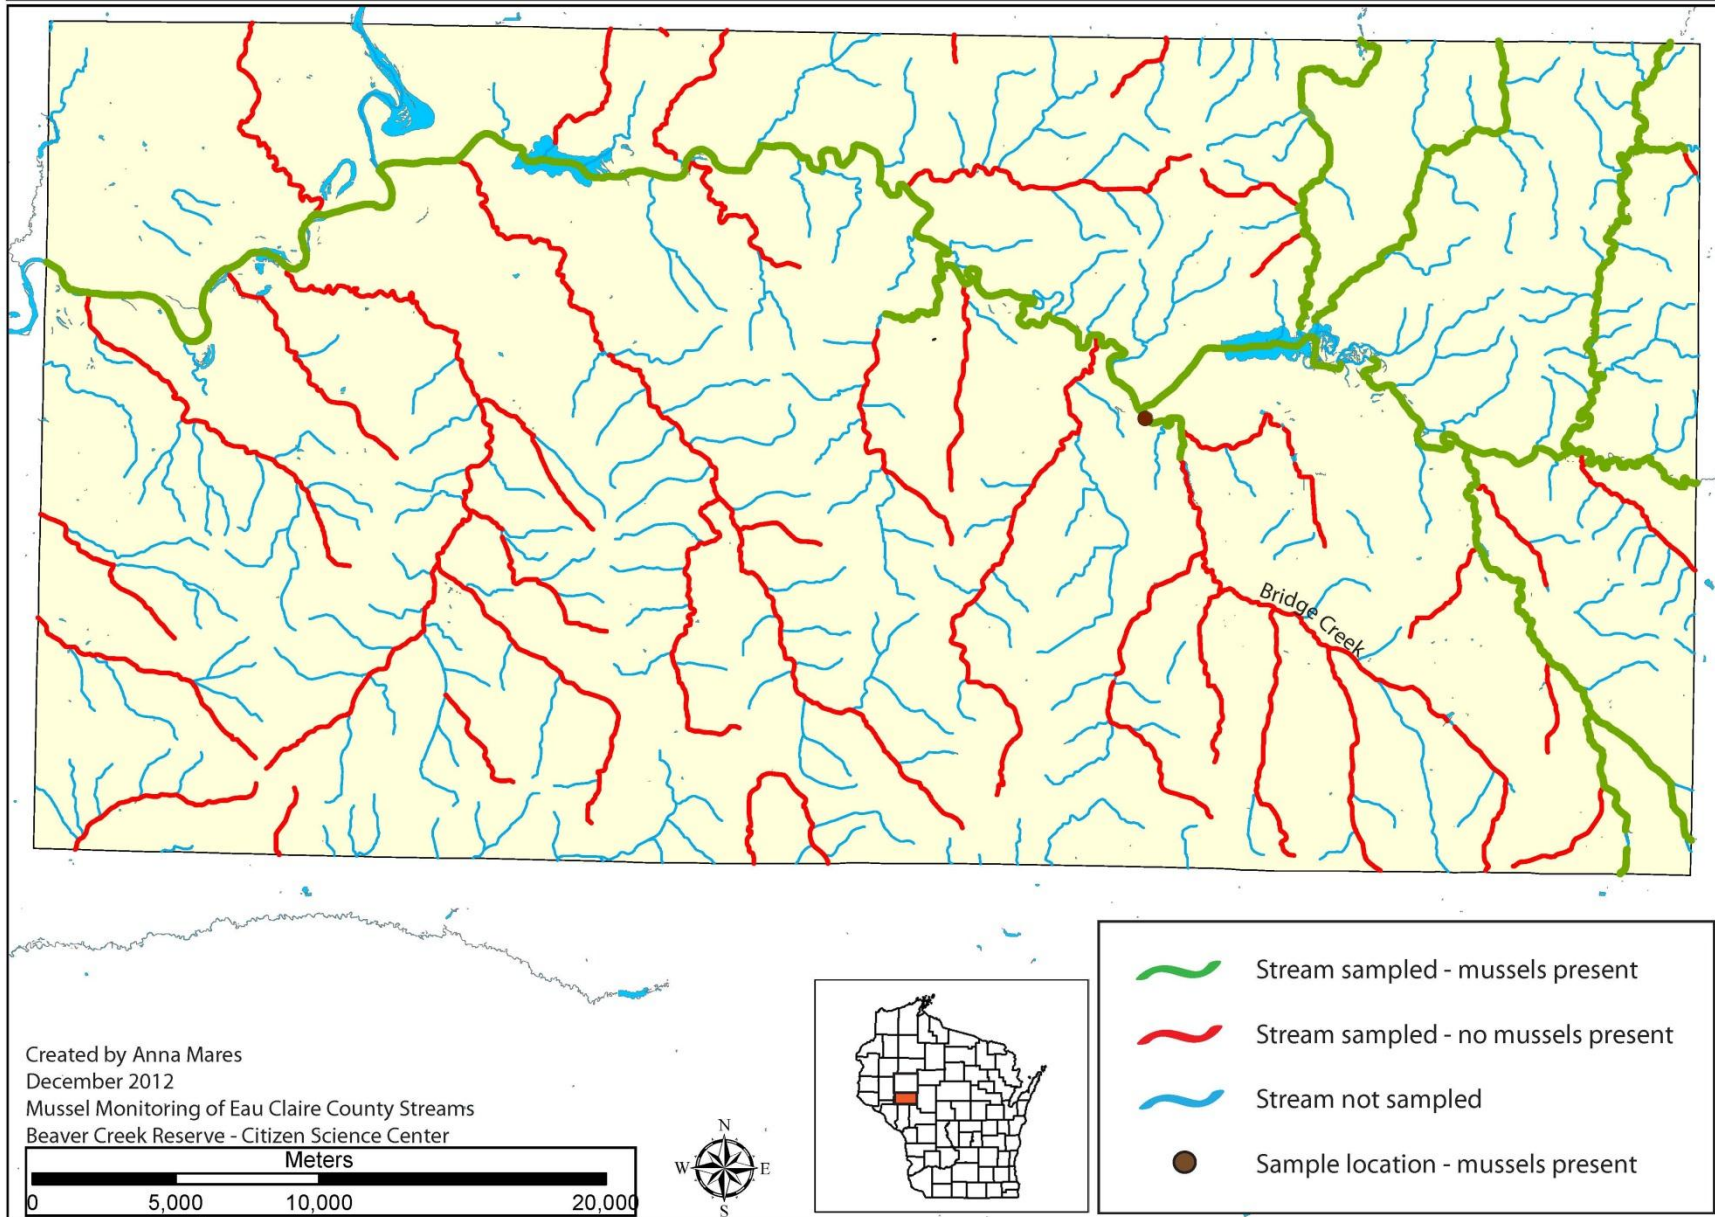 Bridge Creek
Stream sampled - mussels present
Stream sampled - no mussels present
Stream not sampled
Sample location - mussels present
Created by Anna Mares
December 2012
Mussel Monitoring of Eau Claire County Streams
Beaver Creek Reserve - Citizen Science Center
Meters
0 5,000 10,000 20,000
N
W E
S